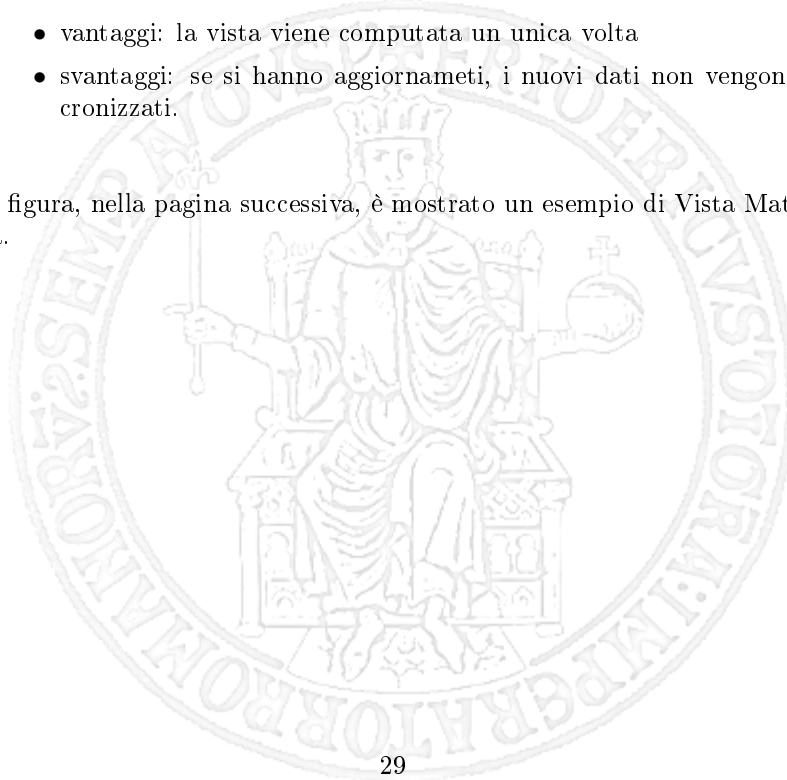 • vantaggi: la vista viene computata un unica volta
• svantaggi: se si hanno aggiornameti, i nuovi dati non vengon
cronizzati.
figura, nella pagina successiva, è mostrato un esempio di Vista Mat
29